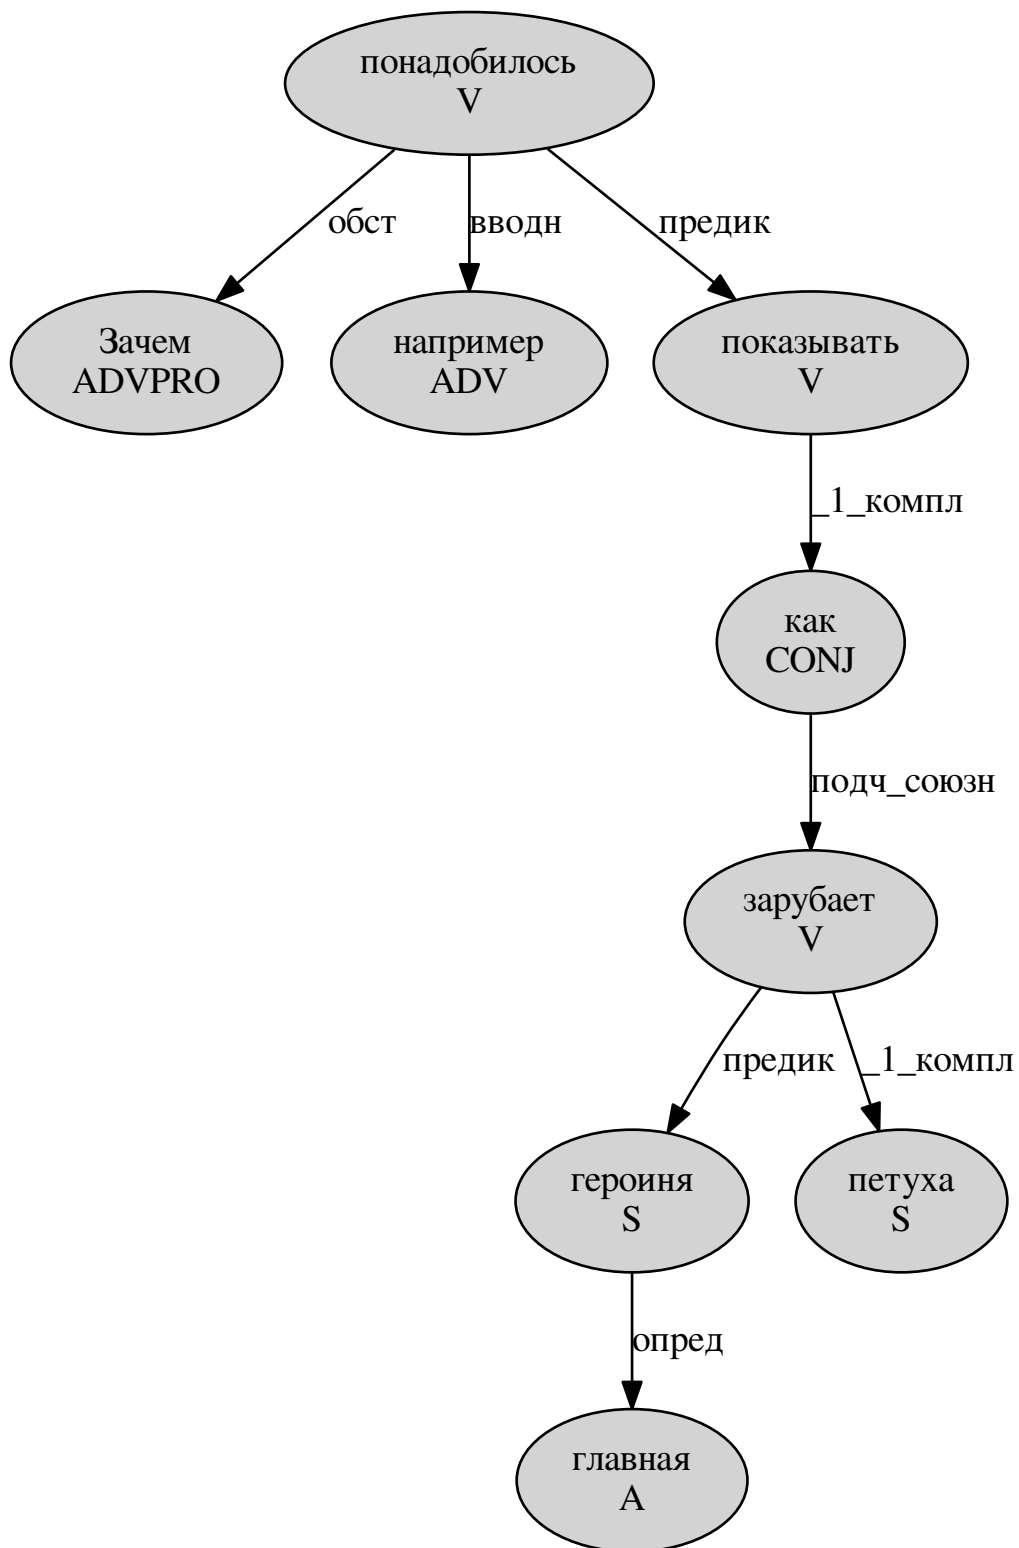 понадобилось
V
обст
вводн
предик
Зачем
ADVPRO
например
ADV
показывать
V
_1_компл
как
CONJ
подч_союзн
зарубает
V
предик
_1_компл
героиня
S
петуха
S
опред
главная
A